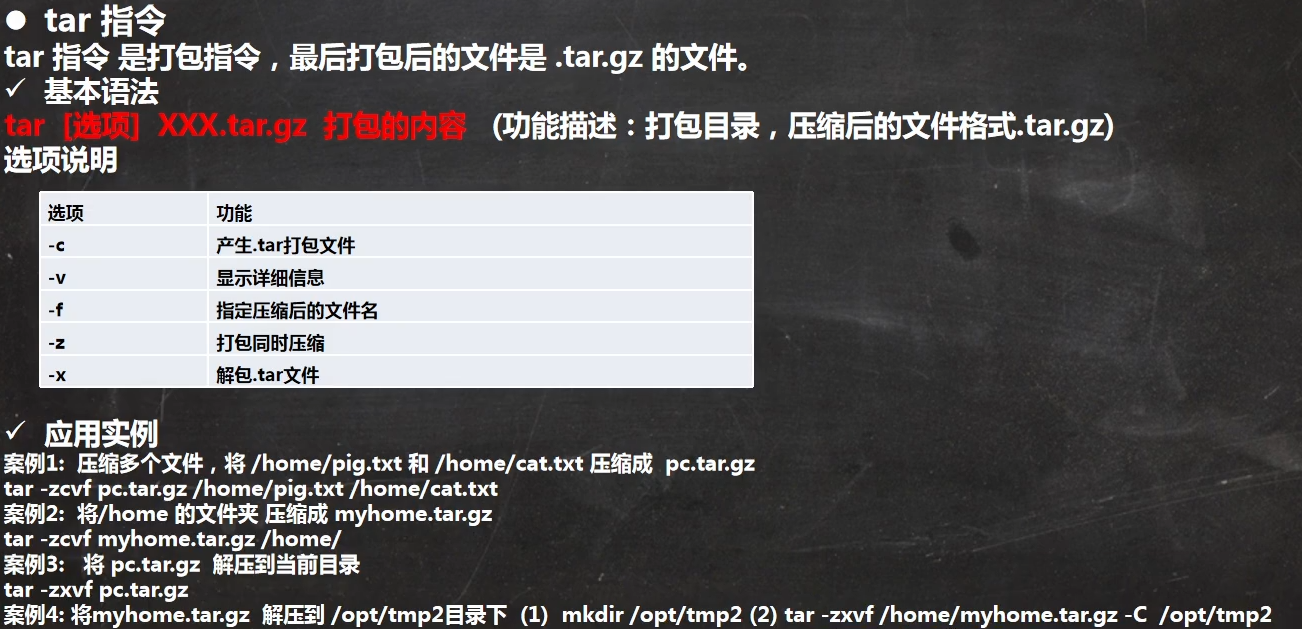 ● tar 指令
tar 指令 是打包指令，最后打包后的文件是 .tar.gz 的文件。
✓ 基本语法
tar [选项] XXX.tar.gz 打包的内容 (功能描述：打包目录，压缩后的文件格式.tar.gz)
选项说明
选项 功能
-c 产生.tar打包文件
-v 显示详细信息
-f 指定压缩后的文件名
-z 打包同时压缩
-x 解包.tar文件
✓ 应用实例
案例1: 压缩多个文件，将 /home/pig.txt 和 /home/cat.txt 压缩成 pc.tar.gz
tar -zcvf pc.tar.gz /home/pig.txt /home/cat.txt
案例2: 将/home 的文件夹 压缩成 myhome.tar.gz
tar -zcvf myhome.tar.gz /home/
案例3: 将 pc.tar.gz 解压到当前目录
tar -zxvf pc.tar.gz
案例4: 将myhome.tar.gz 解压到 /opt/tmp2目录下 (1) mkdir /opt/tmp2 (2) tar -zxvf /home/myhome.tar.gz -C /opt/tmp2